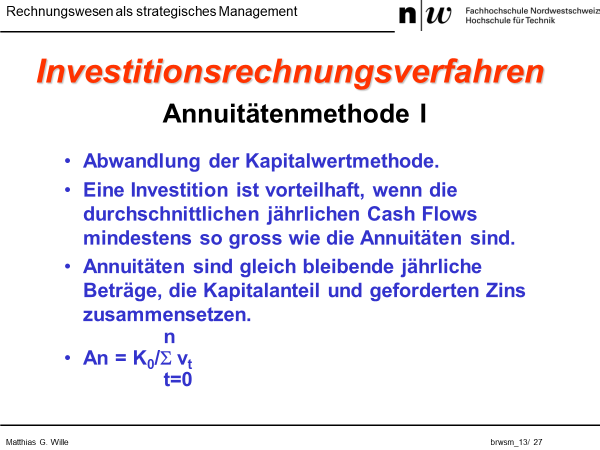 Rechnungswesen als strategisches Management
n|w Fachhochschule Nordwestschweiz
Hochschule für Technik
Investitionsrechnungsverfahren
Annuitätenmethode I
• Abwandlung der Kapitalwertmethode.
• Eine Investition ist vorteilhaft, wenn die
durchschnittlichen jährlichen Cash Flows
mindestens so gross wie die Annuitäten sind.
• Annuitäten sind gleich bleibende jährliche
Beträge, die Kapitalanteil und geforderten Zins
zusammensetzen.
n
• An = K₀/Σ vₜ
t=0
Matthias G. Wille
brwsm_13/ 27